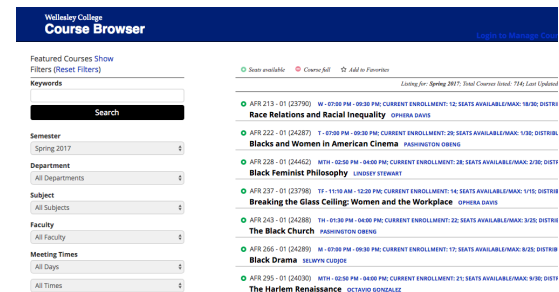 Wellesley College
Course Browser
Login to Manage Cour
Featured Courses Show
Filters (Reset Filters)
Keywords
Search
Semester
Spring 2017
Department
All Departments
Subject
All Subjects
Faculty
All Faculty
Meeting Times
All Days
All Times
Seats available Course full Add to Favorites
Listing for: Spring 2017; Total Courses listed: 714; Last Updated
AFR 213 - 01 (23790) W - 07:00 PM - 09:30 PM; CURRENT ENROLLMENT: 12; SEATS AVAILABLE/MAX: 18/30; DISTRI
Race Relations and Racial Inequality OPHERA DAVIS
AFR 222 - 01 (24287) T - 07:00 PM - 09:30 PM; CURRENT ENROLLMENT: 29; SEATS AVAILABLE/MAX: 1/30; DISTRIBU
Blacks and Women in American Cinema PASHINGTON OBENG
AFR 228 - 01 (24462) MTH - 02:50 PM - 04:00 PM; CURRENT ENROLLMENT: 28; SEATS AVAILABLE/MAX: 2/30; DISTR
Black Feminist Philosophy LINDSEY STEWART
AFR 237 - 01 (23798) TF - 11:10 AM - 12:20 PM; CURRENT ENROLLMENT: 14; SEATS AVAILABLE/MAX: 1/15; DISTRIB
Breaking the Glass Ceiling: Women and the Workplace OPHERA DAVIS
AFR 243 - 01 (24288) TH - 01:30 PM - 04:00 PM; CURRENT ENROLLMENT: 22; SEATS AVAILABLE/MAX: 3/25; DISTRIB
The Black Church PASHINGTON OBENG
AFR 266 - 01 (24289) M - 07:00 PM - 09:30 PM; CURRENT ENROLLMENT: 17; SEATS AVAILABLE/MAX: 8/25; DISTRIB
Black Drama SELWYN CUDJOE
AFR 295 - 01 (24030) MTH - 02:50 PM - 04:00 PM; CURRENT ENROLLMENT: 21; SEATS AVAILABLE/MAX: 9/30; DISTR
The Harlem Renaissance OCTAVIO GONZALEZ